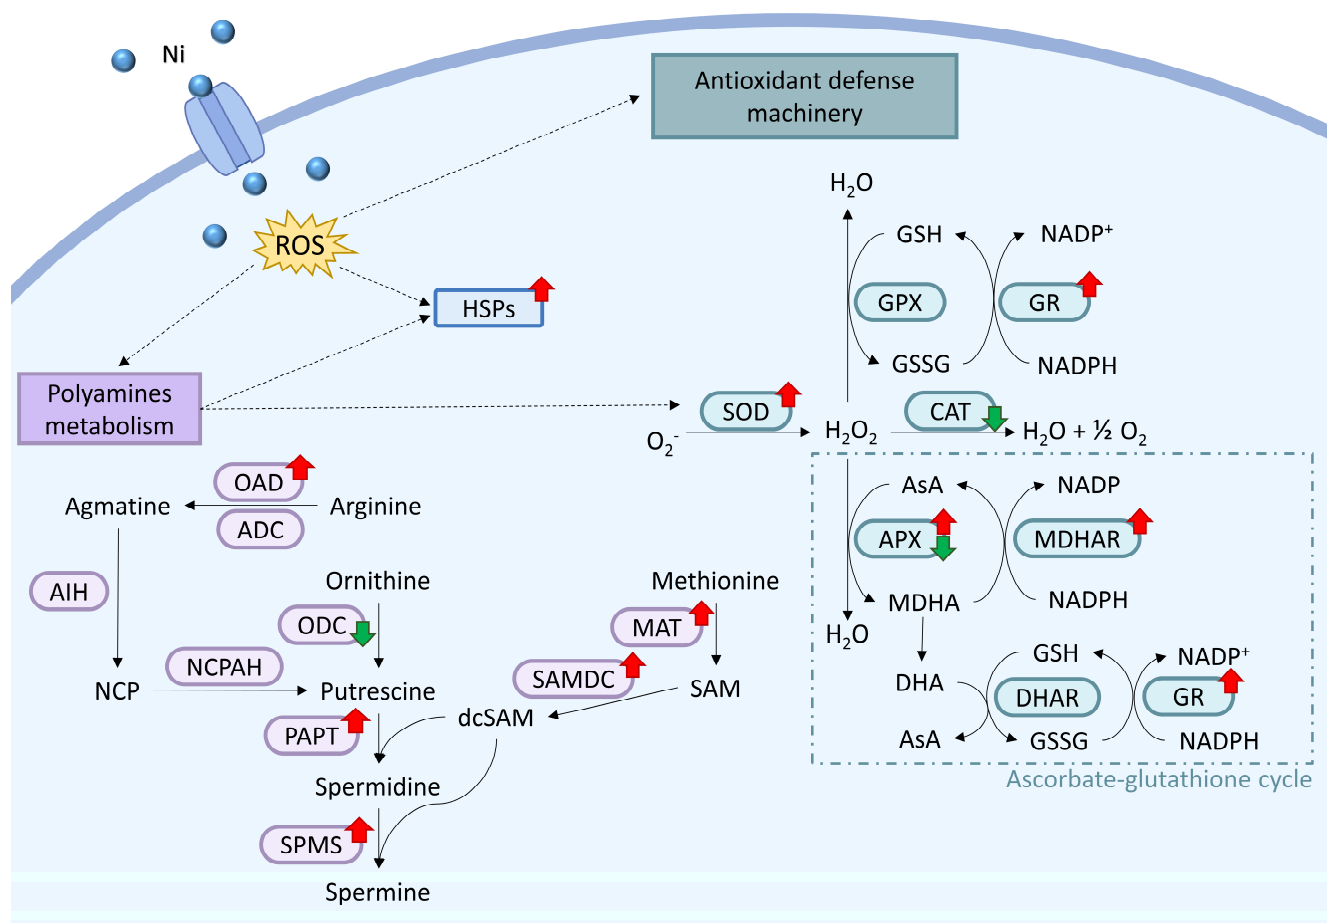 Ni
Antioxidant defense
machinery
ROS
HSPs
Polyamines
metabolism
H₂O
GSH
NADP⁺
GPX
GR
GSSG
NADPH
SOD
CAT
O₂⁻
H₂O₂
H₂O + ½ O₂
OAD
Agmatine
Arginine
ADC
AIH
Ornithine
ODC
NCPAH
NCP
Putrescine
PAPT
Spermidine
SPMS
Spermine
Methionine
MAT
SAMDC
SAM
dcSAM
AsA
NADP
APX
MDHAR
MDHA
NADPH
H₂O
GSH
NADP⁺
DHA
DHAR
GR
AsA
GSSG
NADPH
Ascorbate-glutathione cycle